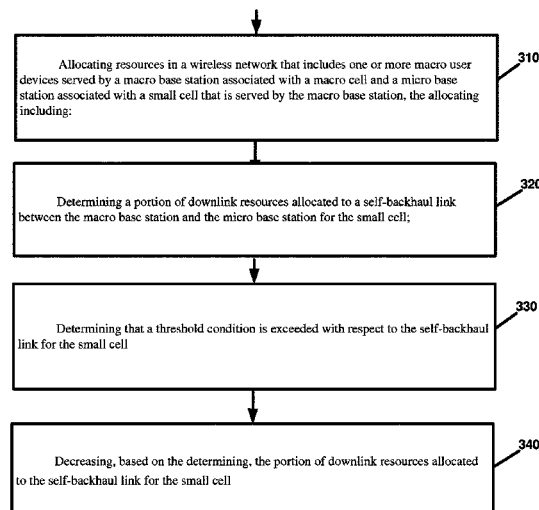 Allocating resources in a wireless network that includes one or more macro user
devices served by a macro base station associated with a macro cell and a micro base
station associated with a small cell that is served by the macro base station, the allocating
including:
310
Determining a portion of downlink resources allocated to a self-backhaul link
between the macro base station and the micro base station for the small cell;
320
Determining that a threshold condition is exceeded with respect to the self-backhaul
link for the small cell
330
Decreasing, based on the determining, the portion of downlink resources allocated
to the self-backhaul link for the small cell
340